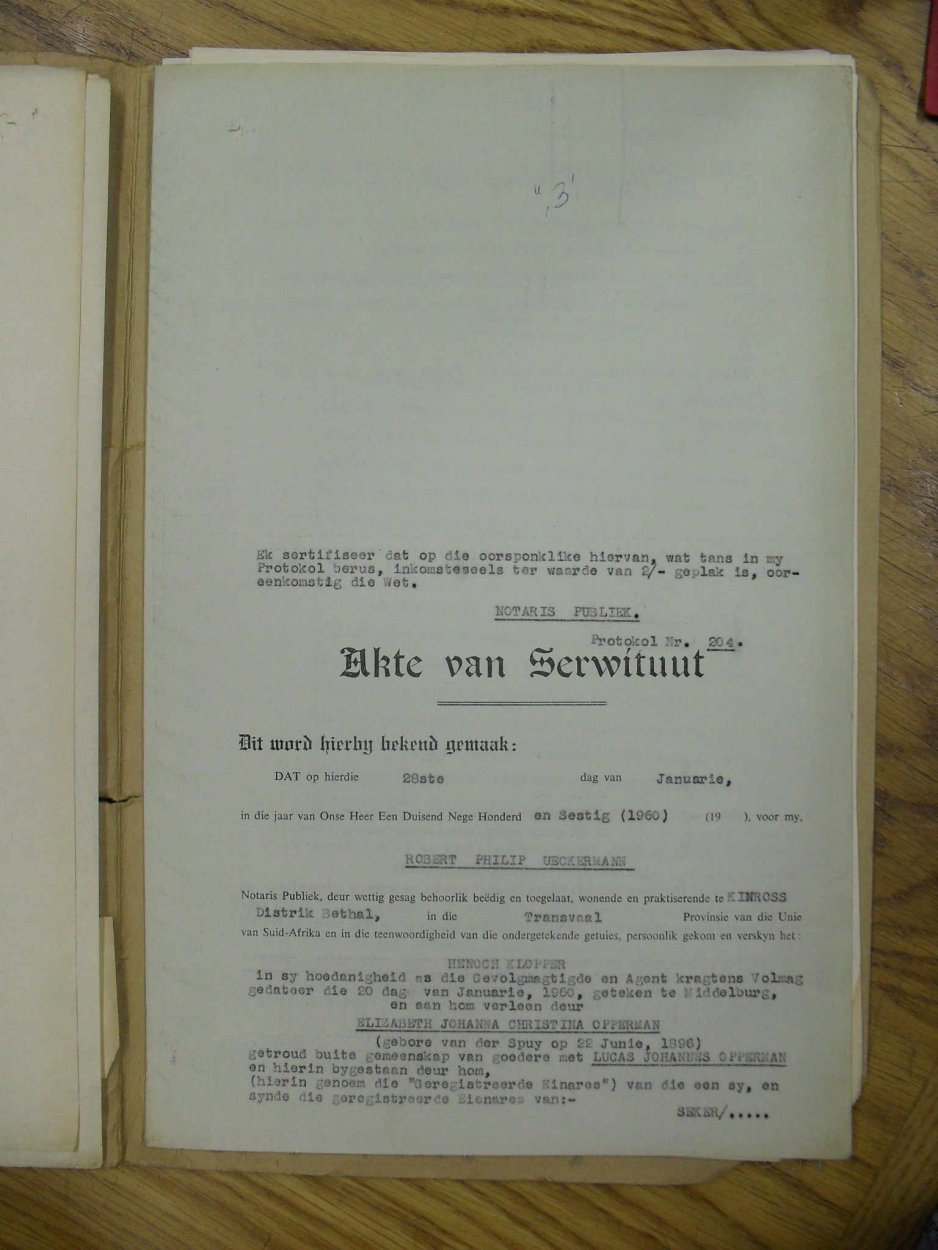 " 3 '
Ek sertifiseer dat op die oorsponklike hiervan, wat tans in my
Protokol berus, inkomsteseels ter waarde van 2/- geplak is, oor-
eenkomstig die Wet.
NOTARIS PUBLIEK.
Protokol Nr. 204.
Akte van Serwituut
Dit word hierby bekend gemaak:
DAT op hierdie 28ste dag van Januarie,
in die jaar van Onse Heer Een Duisend Nege Honderd en Sestig (1960) (19 ), voor my,
ROBERT PHILIP UECKERMANN
Notaris Publiek, deur wettig gesag behoorlik beëdig en toegelaat, wonende en praktiserende te KINROSS
Distrik Bethal, in die Transvaal Provinsie van die Unie
van Suid-Afrika en in die teenwoordigheid van die ondergetekende getuies, persoonlik gekom en verskyn het :
HENOCH KLOPPER
in sy hoedanigheid as die Gevolgmagtigde en Agent kragtens Volmag
gedateer die 20 dag van Januarie, 1960, geteken te Middelburg,
en aan hom verleen deur
ELIZABETH JOHANNA CHRISTINA OPPERMAN
(gebore van der Spuy op 22 Junie, 1896)
getroud buite gemeenskap van goedere met LUCAS JOHANNES OPPERMAN
en hierin bygestaan deur hom,
(hierin genoem die "Geregistreerde Einares") van die een sy, en
synde die geregistreerde Eienares van:-
SEKER/.....